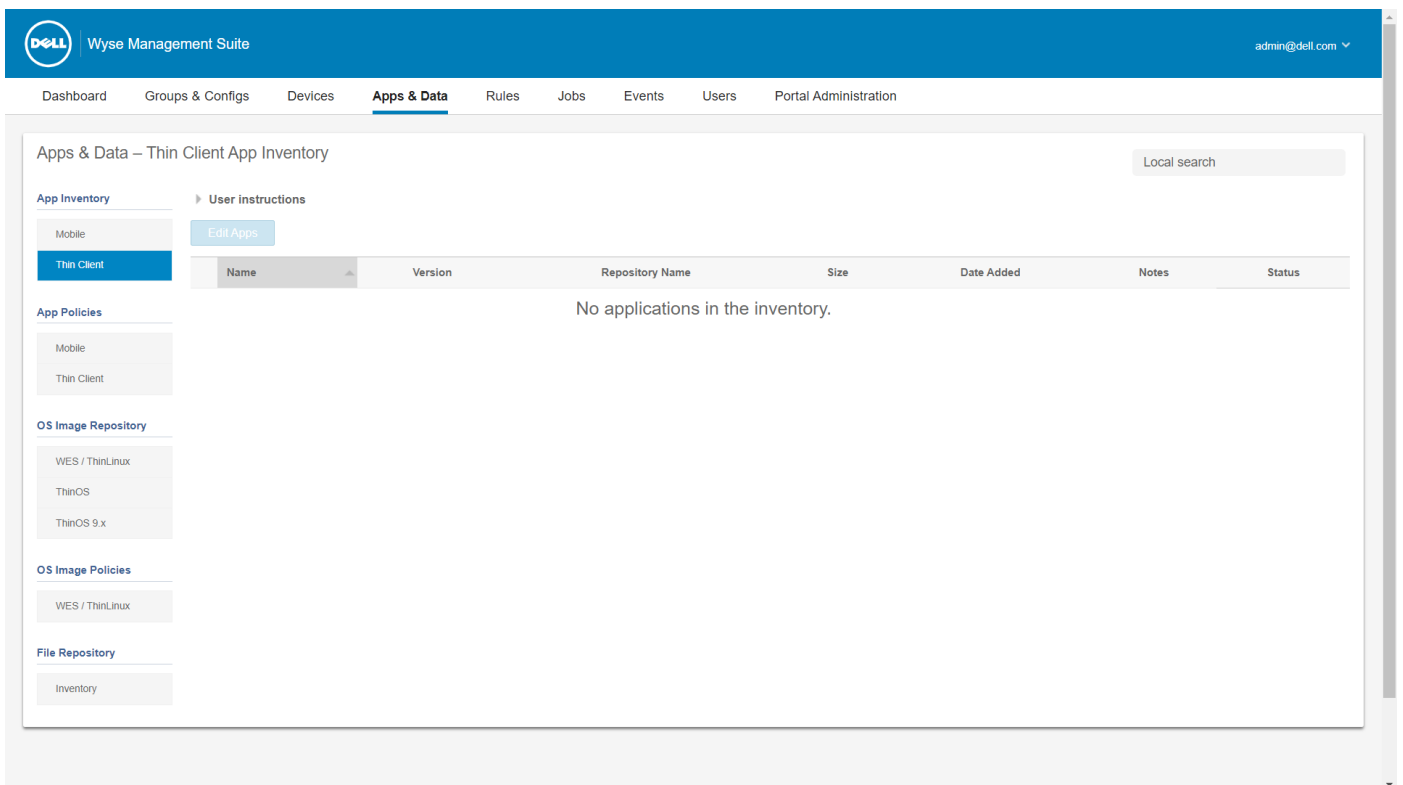 DELL
Wyse Management Suite
admin@dell.com
Dashboard Groups & Configs Devices Apps & Data Rules Jobs Events Users Portal Administration
Apps & Data – Thin Client App Inventory
Local search
App Inventory
Mobile
Thin Client
App Policies
Mobile
Thin Client
OS Image Repository
WES / ThinLinux
ThinOS
ThinOS 9.x
OS Image Policies
WES / ThinLinux
File Repository
Inventory
User instructions
Edit Apps
Name Version Repository Name Size Date Added Notes Status
No applications in the inventory.